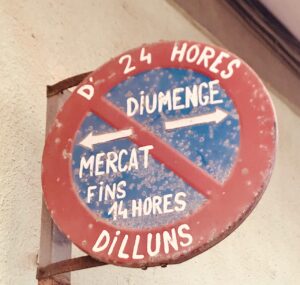 D' 24 HORES
DIUMENGE
MERCAT
FINS
14 HORES
DILLUNS